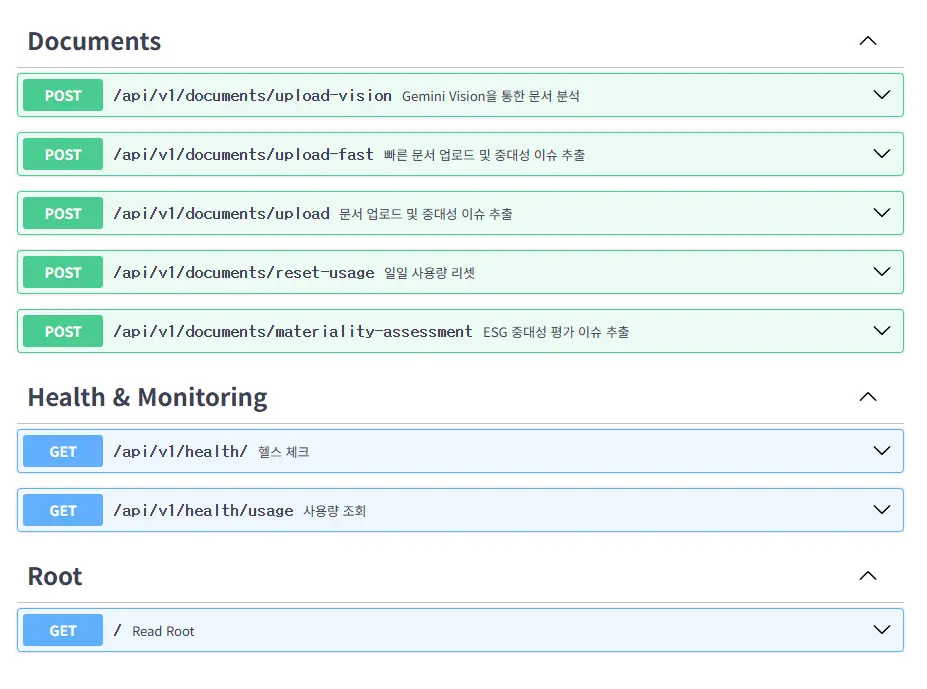 Documents
POST /api/v1/documents/upload-vision Gemini Vision을 통한 문서 분석
POST /api/v1/documents/upload-fast 빠른 문서 업로드 및 중대성 이슈 추출
POST /api/v1/documents/upload 문서 업로드 및 중대성 이슈 추출
POST /api/v1/documents/reset-usage 일일 사용량 리셋
POST /api/v1/documents/materiality-assessment ESG 중대성 평가 이슈 추출
Health & Monitoring
GET /api/v1/health/ 헬스 체크
GET /api/v1/health/usage 사용량 조회
Root
GET / Read Root